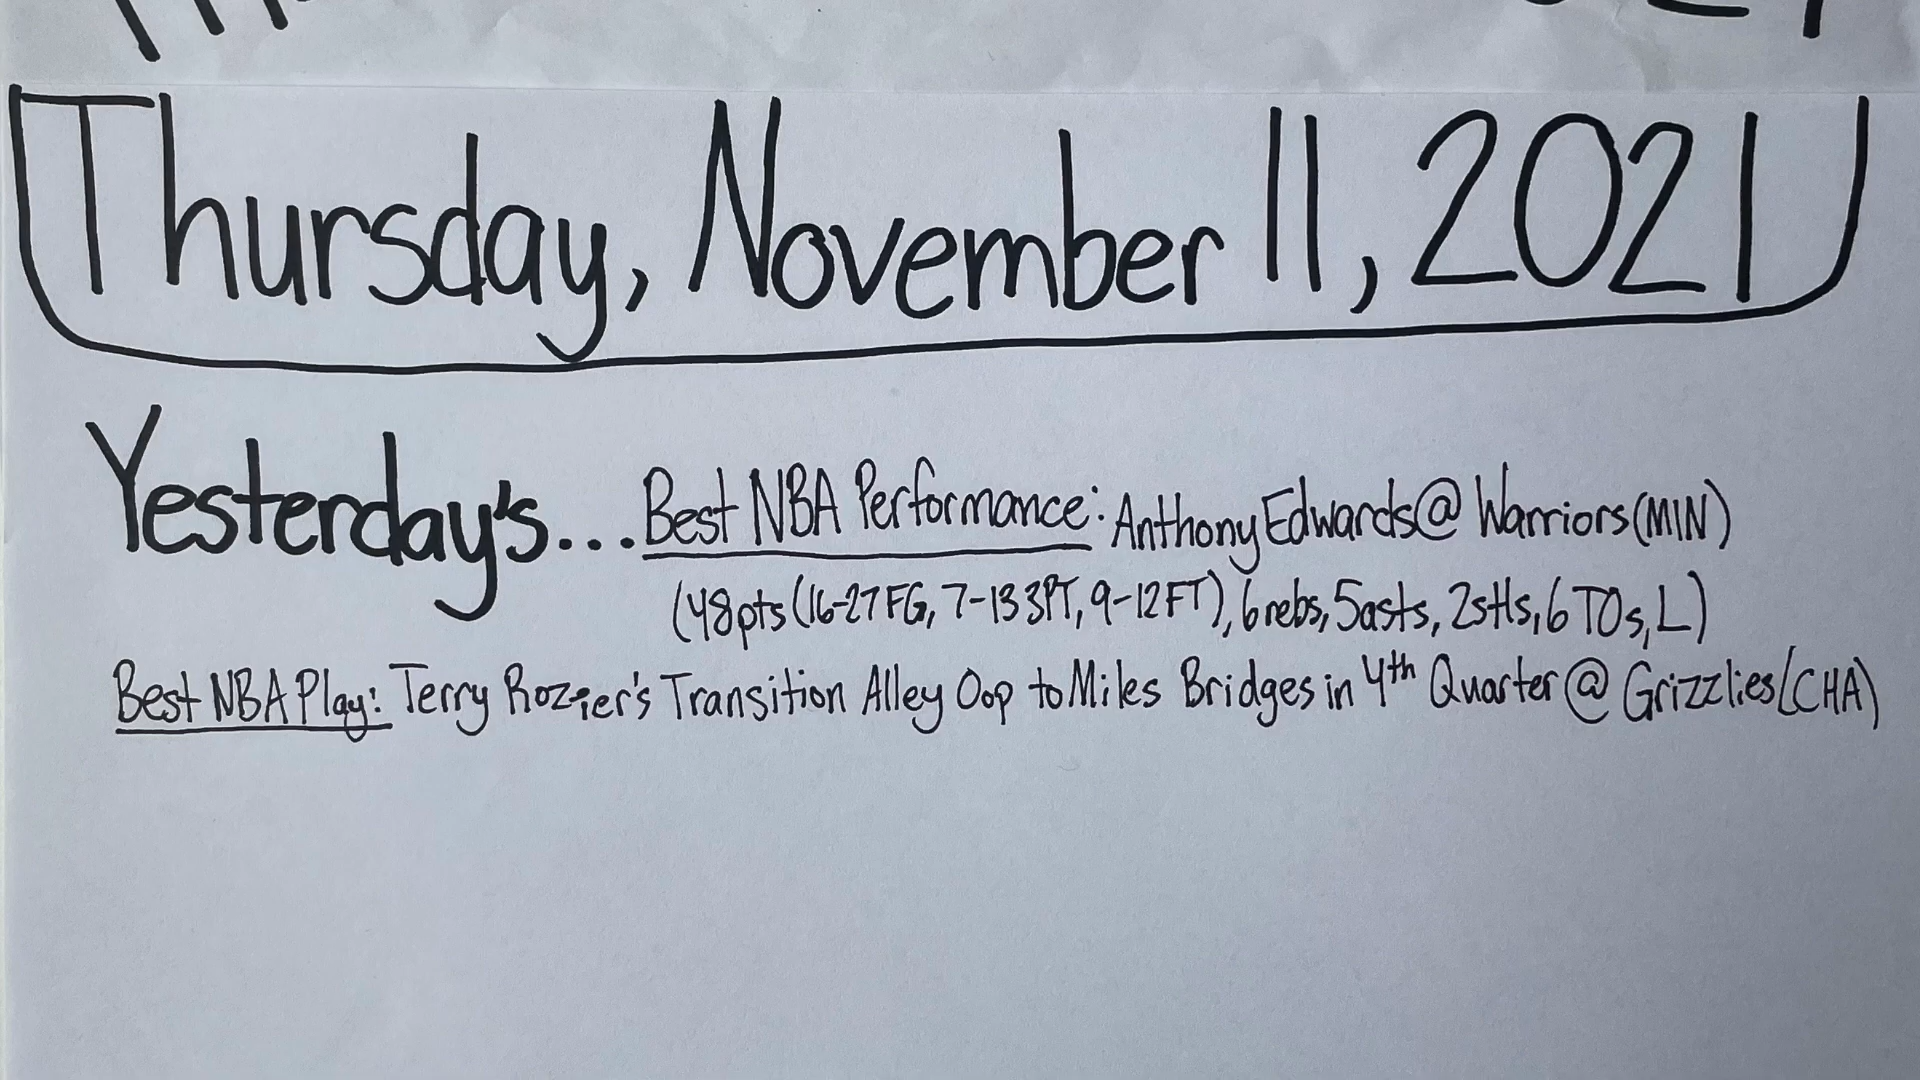 Thursday, November 11, 2021
Yesterday's... Best NBA Performance: Anthony Edwards @ Warriors (MIN)
(48pts (16-27 FG, 7-13 3PT, 9-12 FT), 6 rebs, 5 asts, 2 stls, 6 TOs, L)
Best NBA Play: Terry Rozier's Transition Alley Oop to Miles Bridges in 4th Quarter @ Grizzlies (CHA)